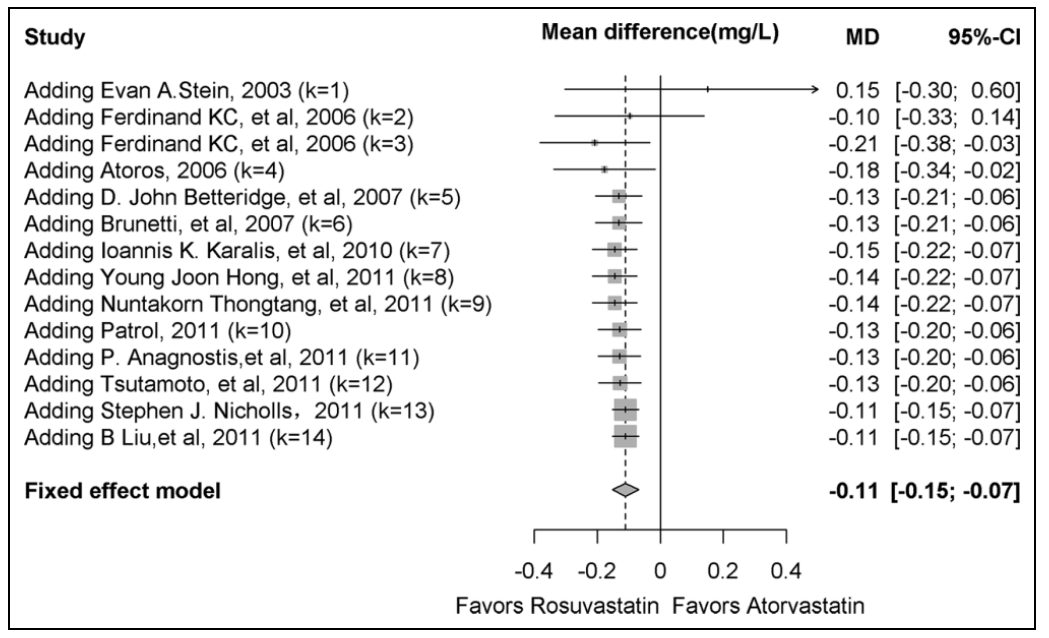 Study Mean difference(mg/L) MD 95%-CI
Adding Evan A.Stein, 2003 (k=1) 0.15 [-0.30; 0.60]
Adding Ferdinand KC, et al, 2006 (k=2) -0.10 [-0.33; 0.14]
Adding Ferdinand KC, et al, 2006 (k=3) -0.21 [-0.38; -0.03]
Adding Atoros, 2006 (k=4) -0.18 [-0.34; -0.02]
Adding D. John Betteridge, et al, 2007 (k=5) -0.13 [-0.21; -0.06]
Adding Brunetti, et al, 2007 (k=6) -0.13 [-0.21; -0.06]
Adding Ioannis K. Karalis, et al, 2010 (k=7) -0.15 [-0.22; -0.07]
Adding Young Joon Hong, et al, 2011 (k=8) -0.14 [-0.22; -0.07]
Adding Nuntakorn Thongtang, et al, 2011 (k=9) -0.14 [-0.22; -0.07]
Adding Patrol, 2011 (k=10) -0.13 [-0.20; -0.06]
Adding P. Anagnostis,et al, 2011 (k=11) -0.13 [-0.20; -0.06]
Adding Tsutamoto, et al, 2011 (k=12) -0.13 [-0.20; -0.06]
Adding Stephen J. Nicholls，2011 (k=13) -0.11 [-0.15; -0.07]
Adding B Liu,et al, 2011 (k=14) -0.11 [-0.15; -0.07]
Fixed effect model -0.11 [-0.15; -0.07]
-0.4 -0.2 0 0.2 0.4
Favors Rosuvastatin Favors Atorvastatin